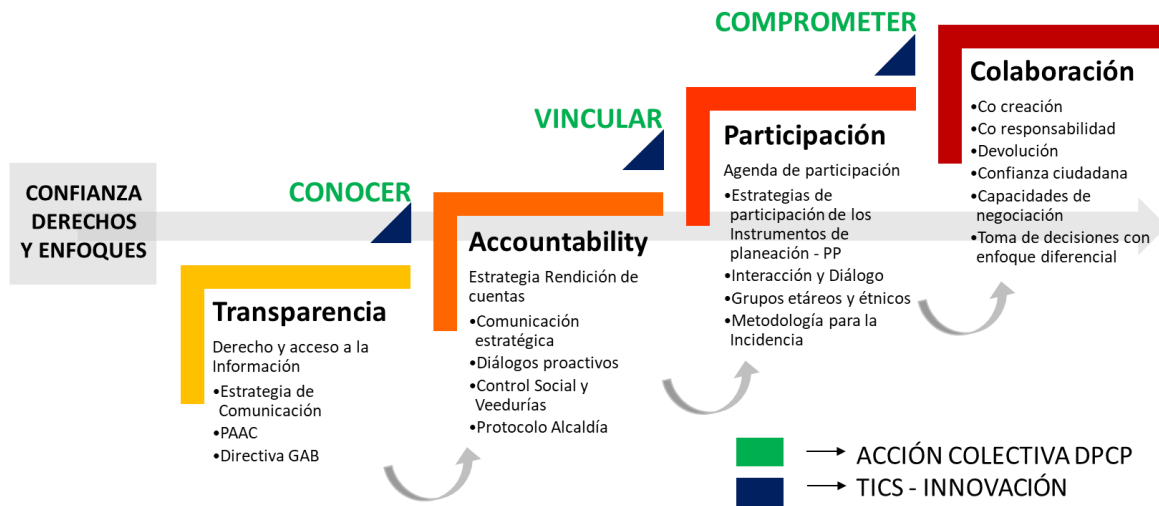 CONFIANZA
DERECHOS
Y ENFOQUES
CONOCER
Transparencia
Derecho y acceso a la
Información
•Estrategia de
Comunicación
•PAAC
•Directiva GAB
VINCULAR
Accountability
Estrategia Rendición de
cuentas
•Comunicación
estratégica
•Diálogos proactivos
•Control Social y
Veedurías
•Protocolo Alcaldía
COMPROMETER
Participación
Agenda de participación
•Estrategias de
participación de los
Instrumentos de
planeación - PP
•Interacción y Diálogo
•Grupos etáreos y étnicos
•Metodología para la
Incidencia
Colaboración
•Co creación
•Co responsabilidad
•Devolución
•Confianza ciudadana
•Capacidades de
negociación
•Toma de decisiones con
enfoque diferencial
ACCIÓN COLECTIVA DPCP
TICS - INNOVACIÓN